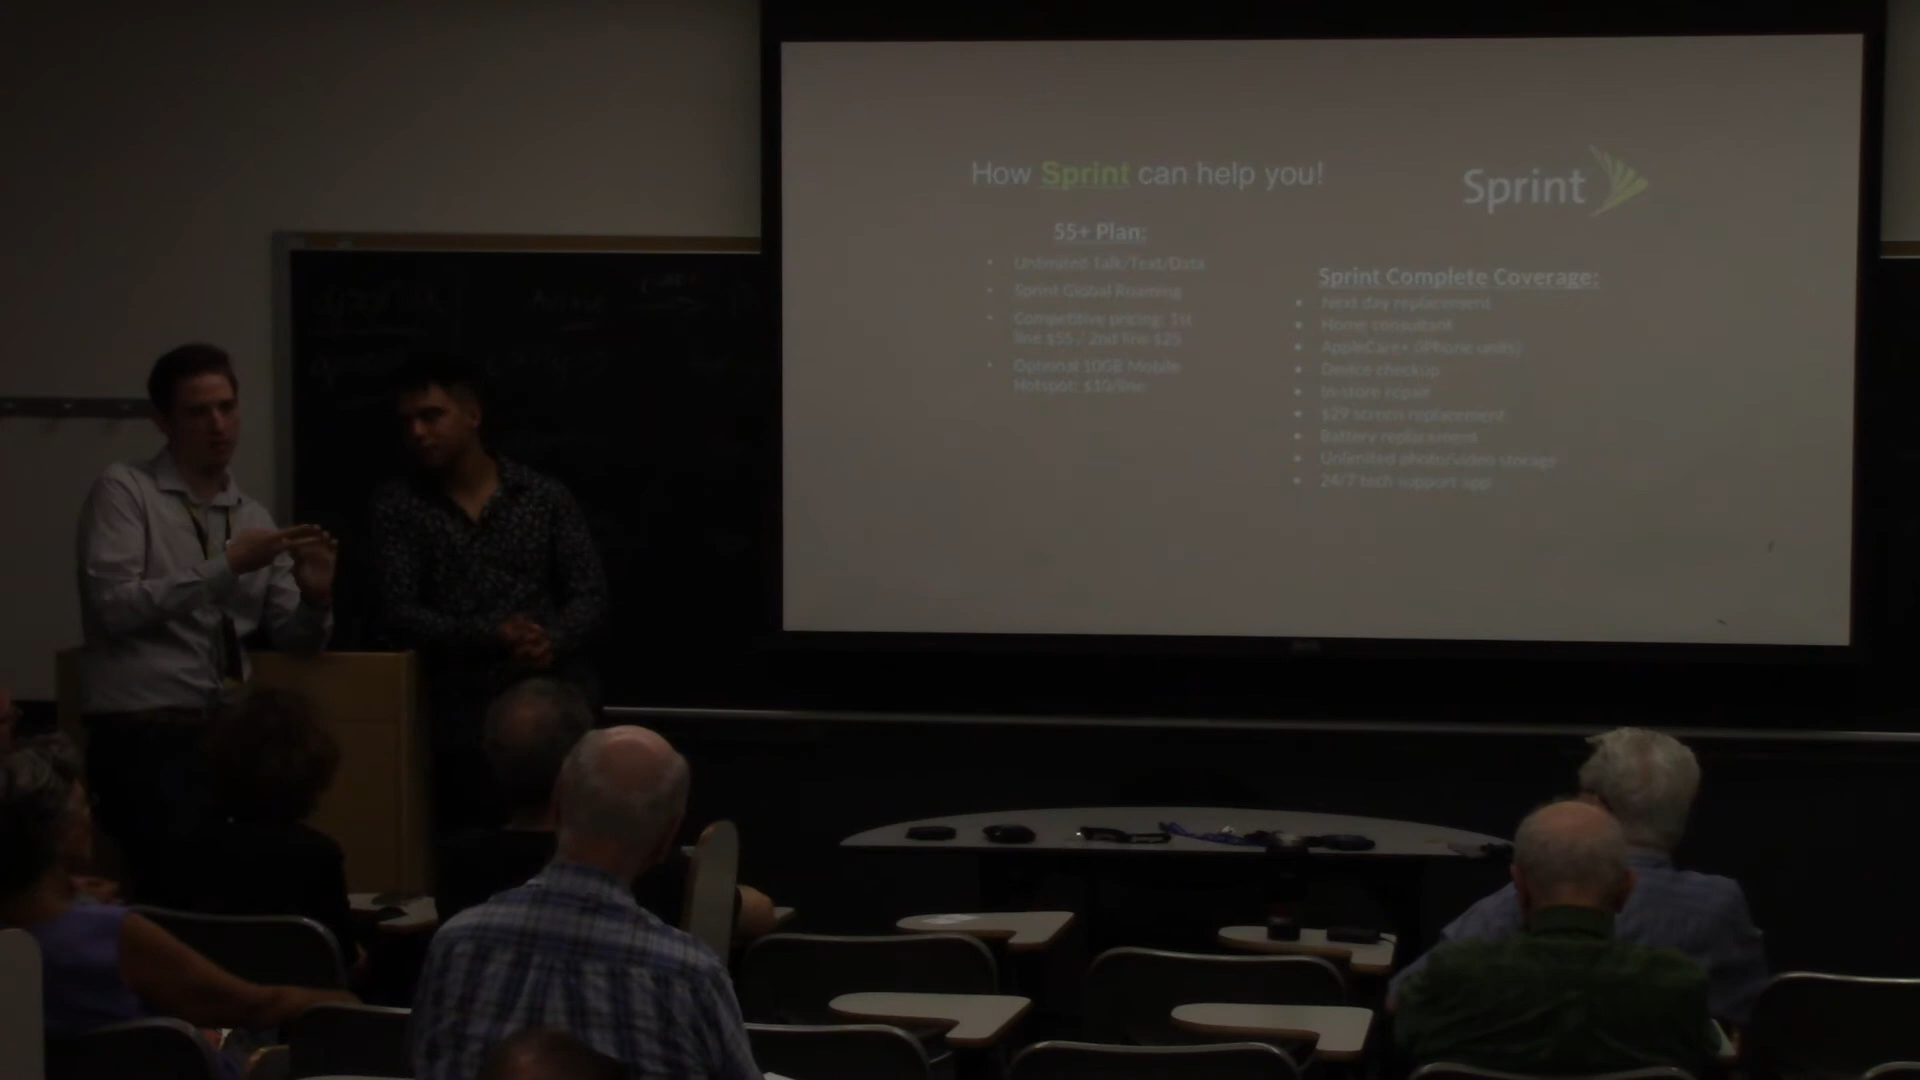 How Sprint can help you!
Sprint
55+ Plan:
Unlimited Talk/Text/Data
Sprint Global Roaming
Competitive pricing: 1st
line $55 / 2nd line $25
Optional 10GB Mobile
Hotspot: $10/line
Sprint Complete Coverage:
Next day replacement
Home consultant
AppleCare+ (iPhone units)
Device checkup
In-store repair
$29 screen replacement
Battery replacement
Unlimited photo/video storage
24/7 tech support app